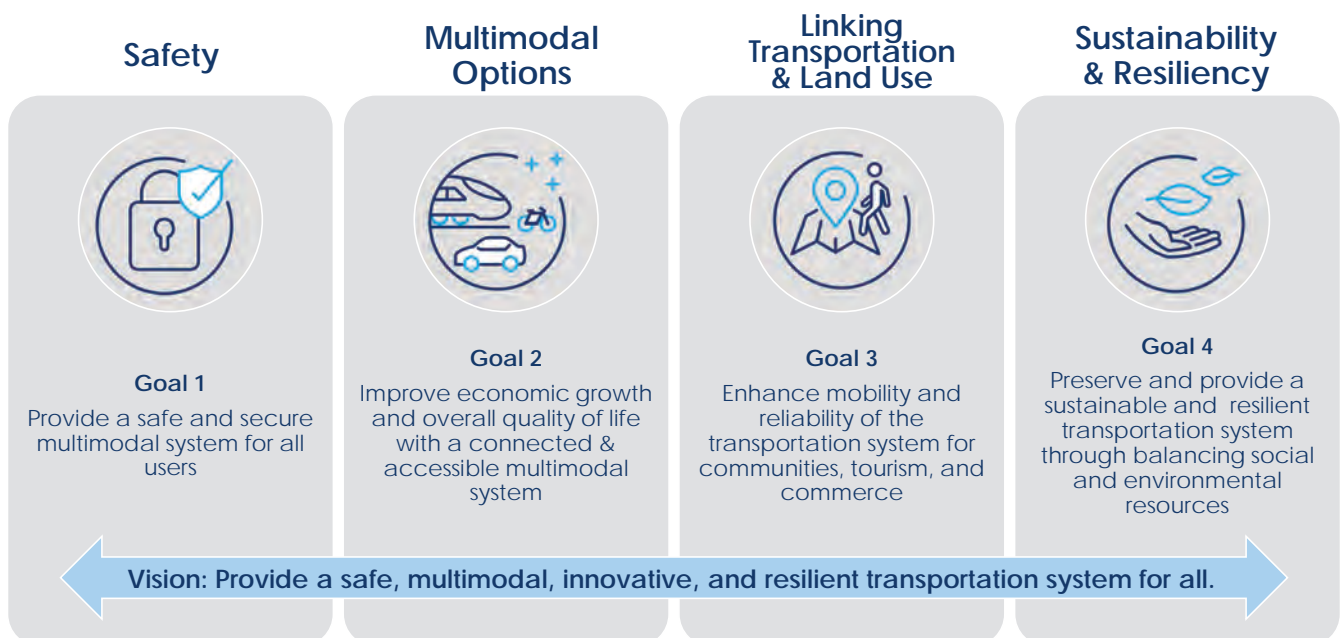 Safety
Multimodal
Options
Linking
Transportation
& Land Use
Sustainability
& Resiliency
Goal 1
Provide a safe and secure
multimodal system for all
users
Goal 2
Improve economic growth
and overall quality of life
with a connected &
accessible multimodal
system
Goal 3
Enhance mobility and
reliability of the
transportation system for
communities, tourism, and
commerce
Goal 4
Preserve and provide a
sustainable and resilient
transportation system
through balancing social
and environmental
resources
Vision: Provide a safe, multimodal, innovative, and resilient transportation system for all.